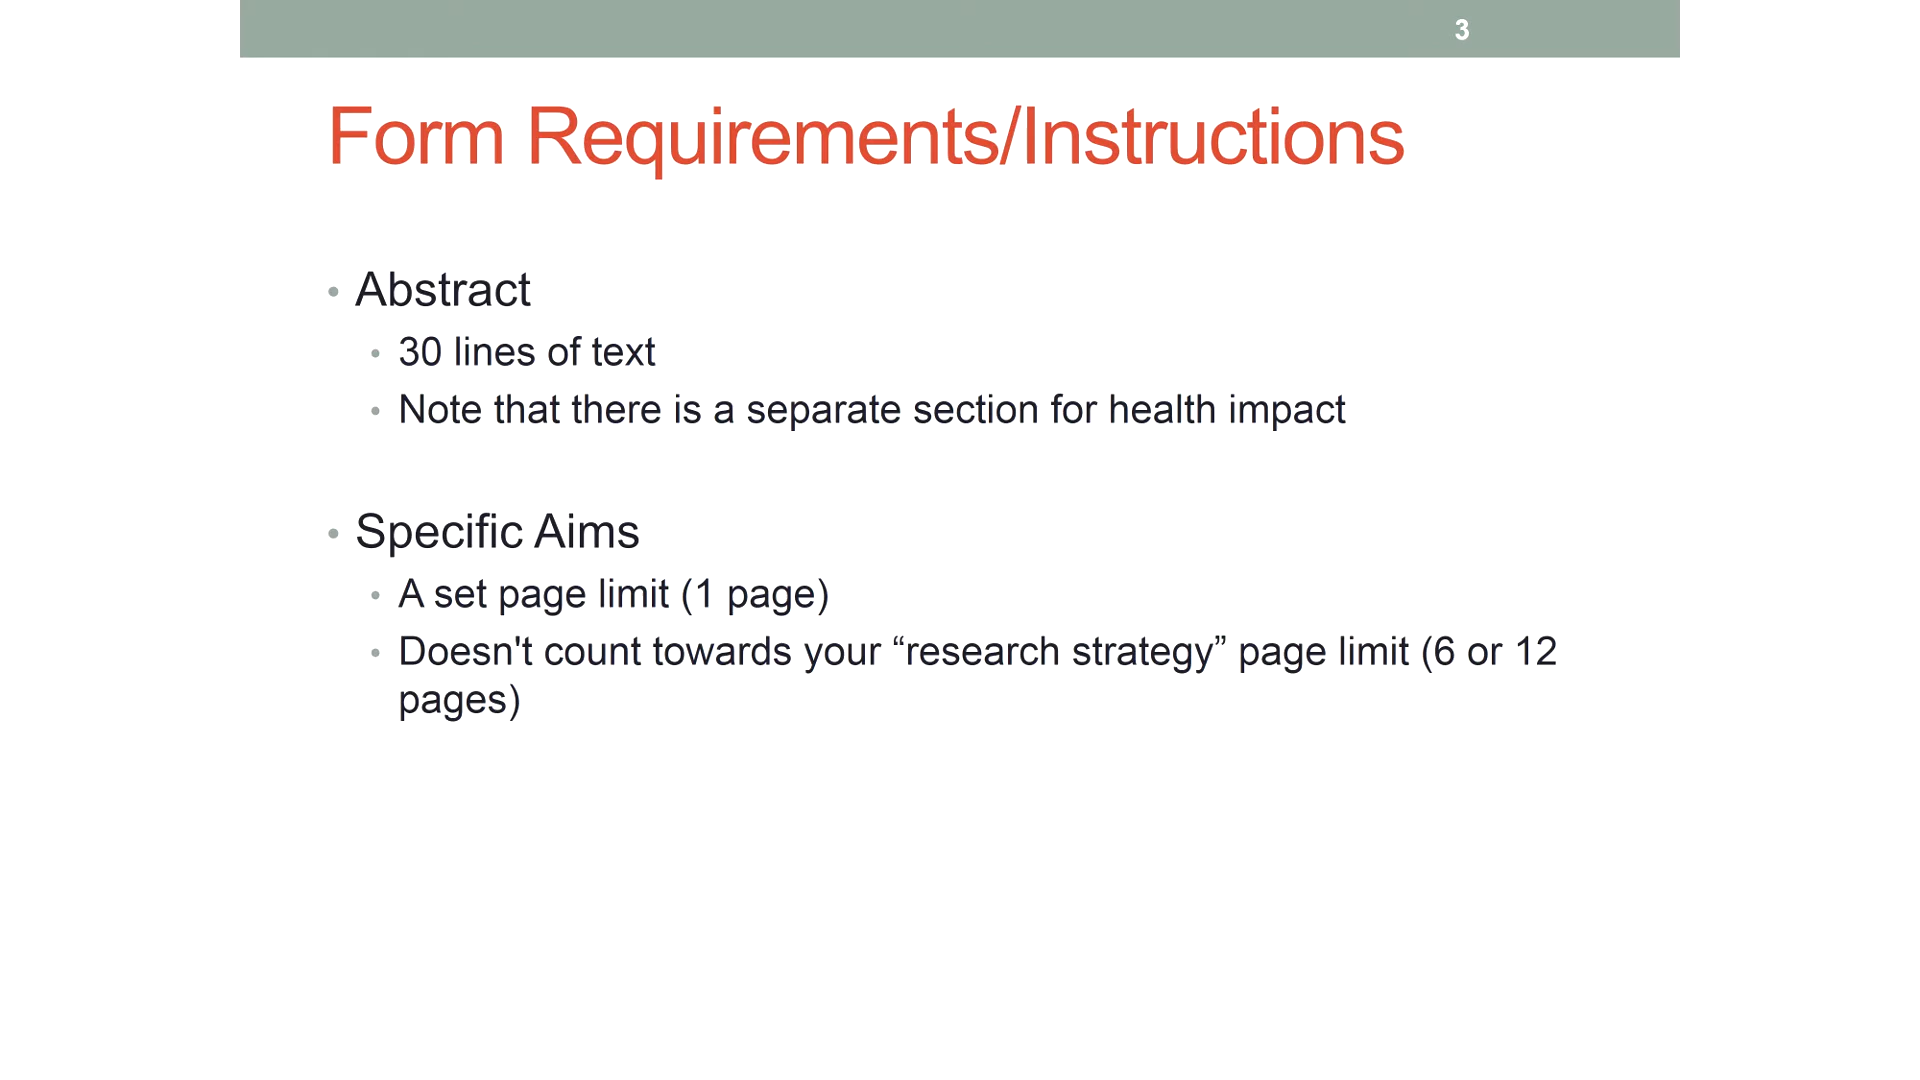 3
Form Requirements/Instructions
• Abstract
• 30 lines of text
• Note that there is a separate section for health impact
• Specific Aims
• A set page limit (1 page)
• Doesn't count towards your “research strategy” page limit (6 or 12
pages)